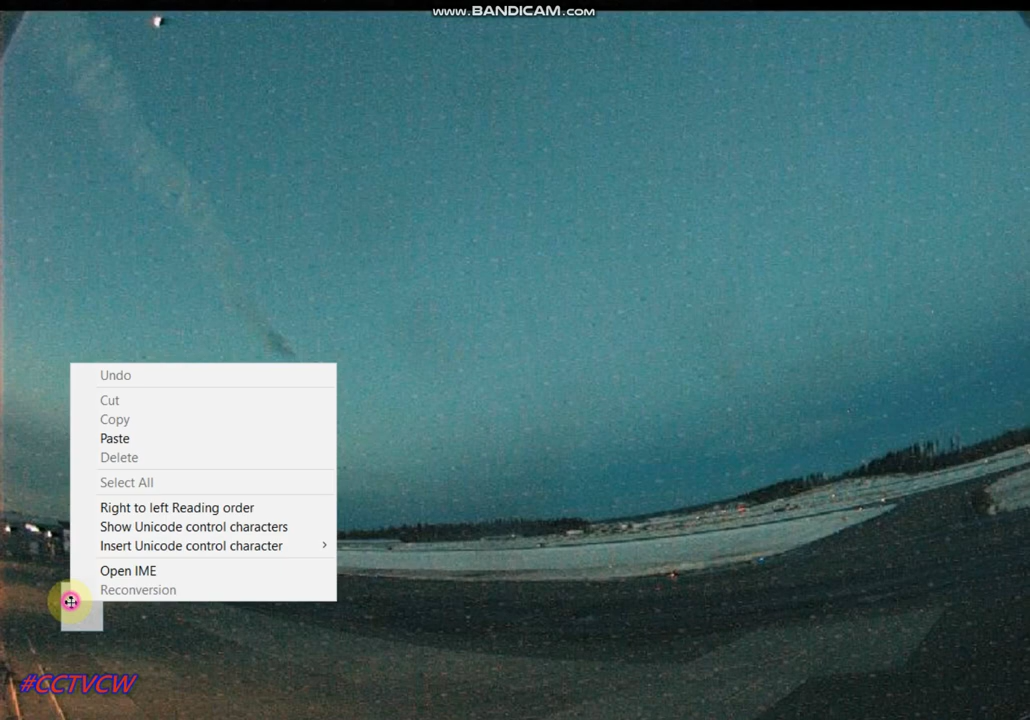 www.BANDICAM.com
Undo
Cut
Copy
Paste
Delete
Select All
Right to left Reading order
Show Unicode control characters
Insert Unicode control character
Open IME
Reconversion
#CCTVCW